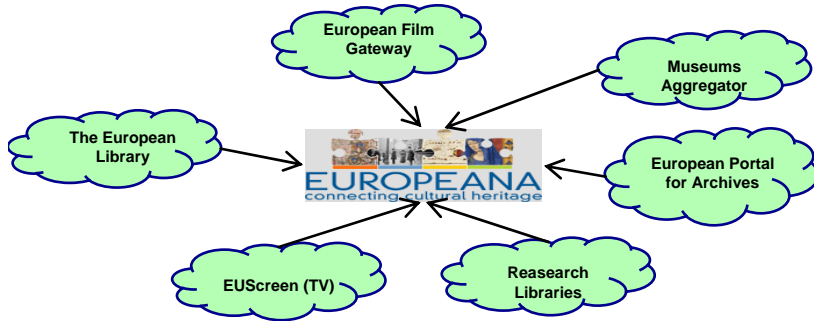 European Film
Gateway
Museums
Aggregator
The European
Library
EUROPEANA
connecting cultural heritage
European Portal
for Archives
EUScreen (TV)
Reasearch
Libraries